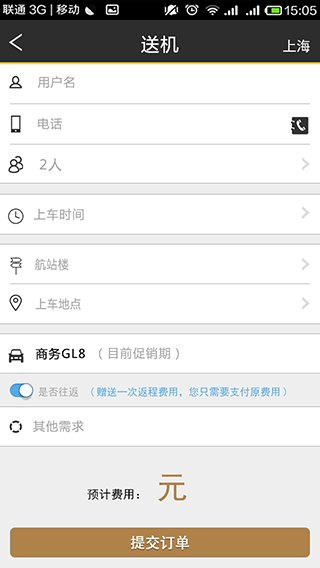 联通 3G | 移动 15:05
送机 上海
用户名
电话
2人
上车时间
航站楼
上车地点
商务GL8 （目前促销期）
是否往返 （赠送一次返程费用，您只需要支付原费用）
其他需求
预计费用： 元
提交订单